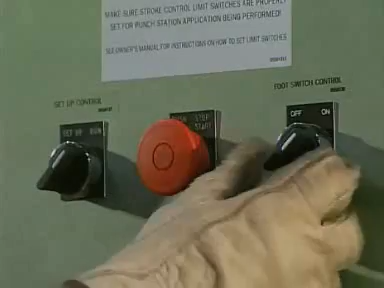 MAKE SURE STROKE CONTROL LIMIT SWITCHES ARE PROPERLY
SET FOR PUNCH STATION APPLICATION BEING PERFORMED!
SEE OWNER'S MANUAL FOR INSTRUCTIONS ON HOW TO SET LIMIT SWITCHES
FOOT SWITCH CONTROL
SET UP CONTROL
OFF ON
SET UP RUN
STOP
START